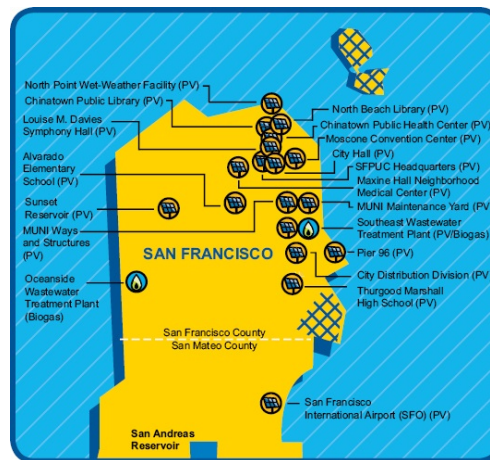 North Point Wet-Weather Facility (PV)
Chinatown Public Library (PV)
Louise M. Davies
Symphony Hall (PV)
Alvarado
Elementary
School (PV)
Sunset
Reservoir (PV)
MUNI Ways
and Structures
(PV)
Oceanside
Wastewater
Treatment Plant
(Biogas)
North Beach Library (PV)
Chinatown Public Health Center (PV)
Moscone Convention Center (PV)
City Hall (PV)
SFPUC Headquarters (PV)
Maxine Hall Neighborhood
Medical Center (PV)
MUNI Maintenance Yard (PV)
Southeast Wastewater
Treatment Plant (PV/Biogas)
Pier 96 (PV)
City Distribution Division (PV)
Thurgood Marshall
High School (PV)
SAN FRANCISCO
San Francisco County
San Mateo County
San Francisco
International Airport (SFO) (PV)
San Andreas
Reservoir